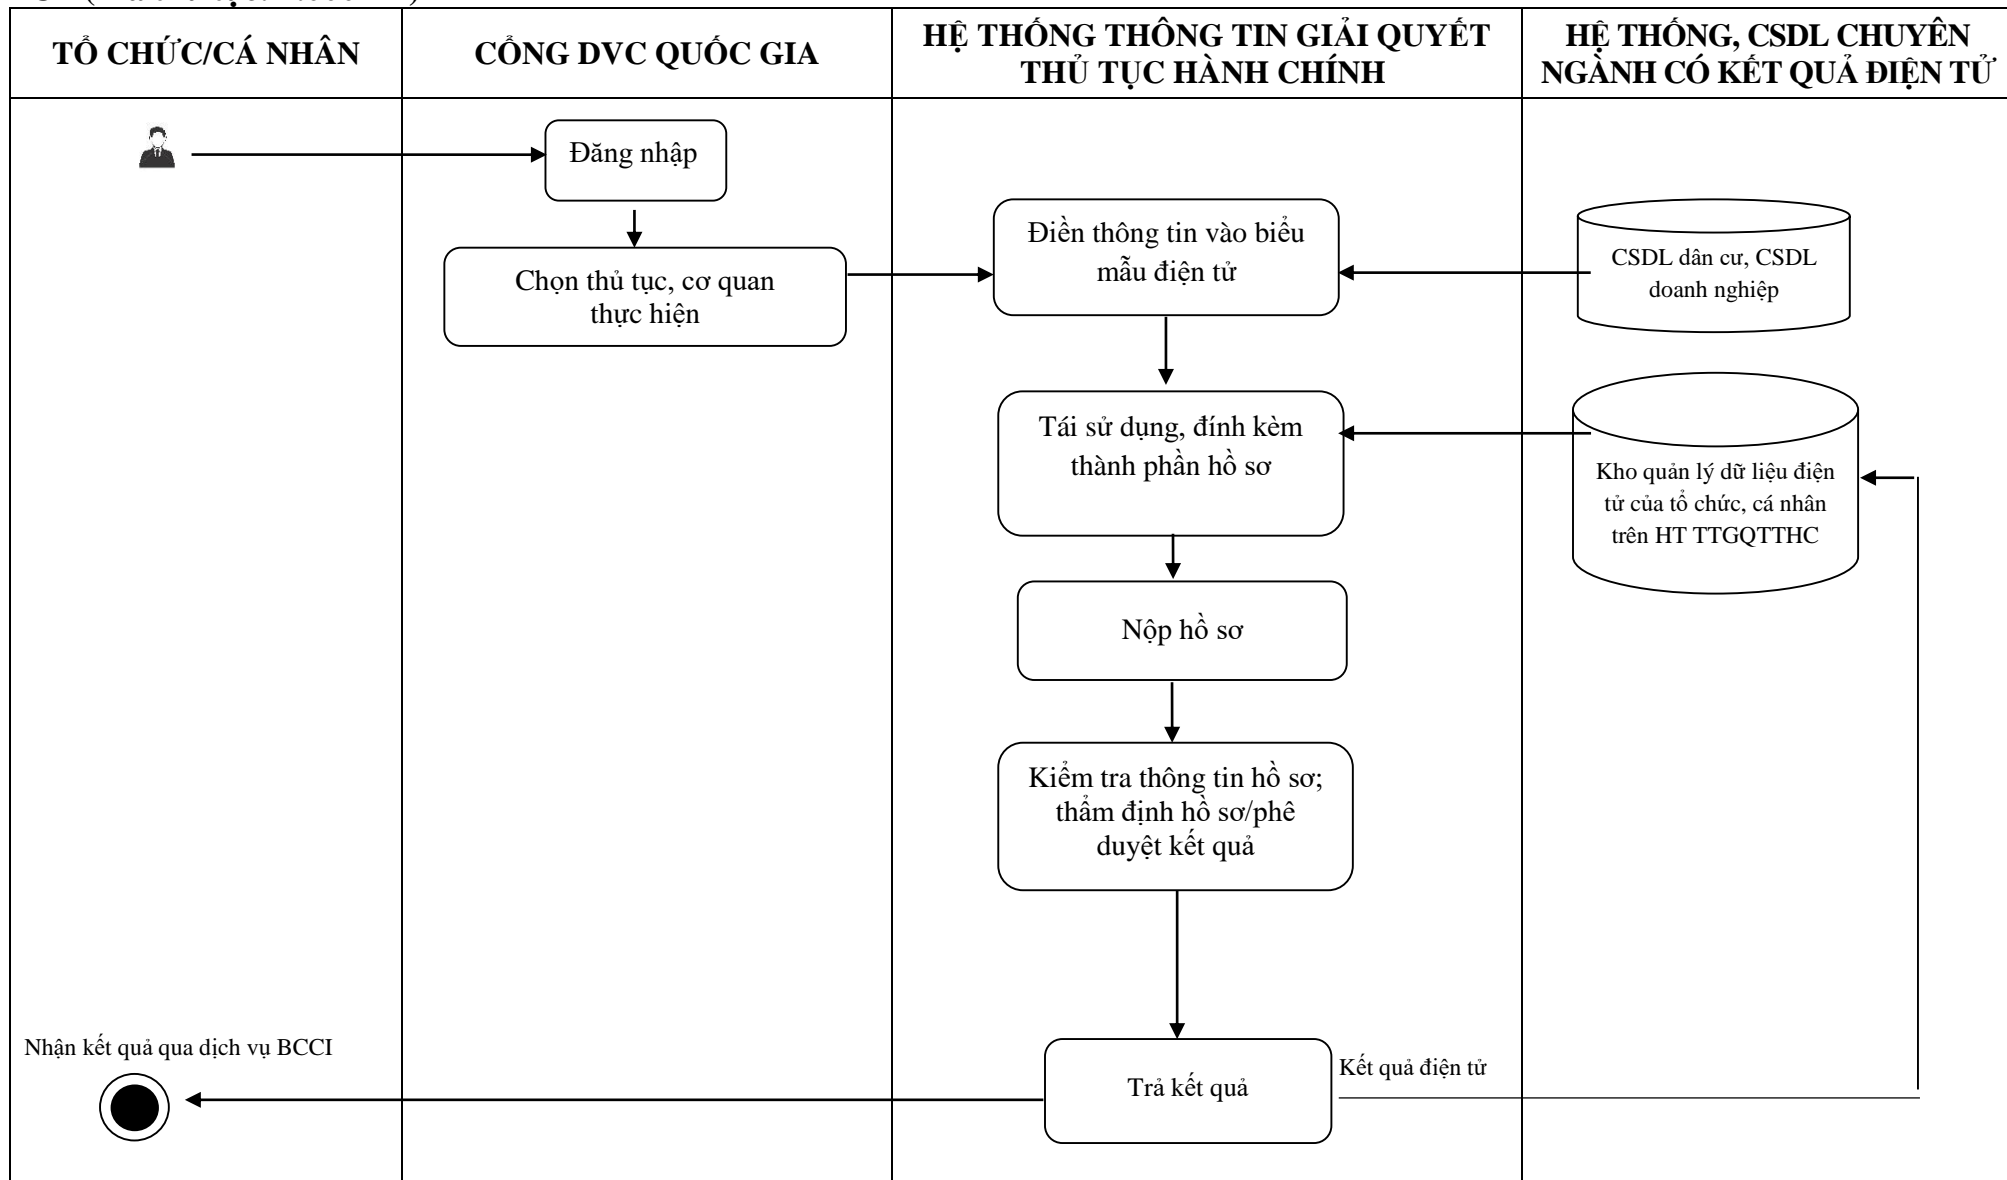 TỔ CHỨC/CÁ NHÂN
CỔNG DVC QUỐC GIA
HỆ THỐNG THÔNG TIN GIẢI QUYẾT
THỦ TỤC HÀNH CHÍNH
HỆ THỐNG, CSDL CHUYÊN
NGÀNH CÓ KẾT QUẢ ĐIỆN TỬ
Đăng nhập
Chọn thủ tục, cơ quan
thực hiện
Điền thông tin vào biểu
mẫu điện tử
CSDL dân cư, CSDL
doanh nghiệp
Tái sử dụng, đính kèm
thành phần hồ sơ
Kho quản lý dữ liệu điện
tử của tổ chức, cá nhân
trên HT TTGQTTHC
Nộp hồ sơ
Kiểm tra thông tin hồ sơ;
thẩm định hồ sơ/phê
duyệt kết quả
Nhận kết quả qua dịch vụ BCCI
Trả kết quả
Kết quả điện tử